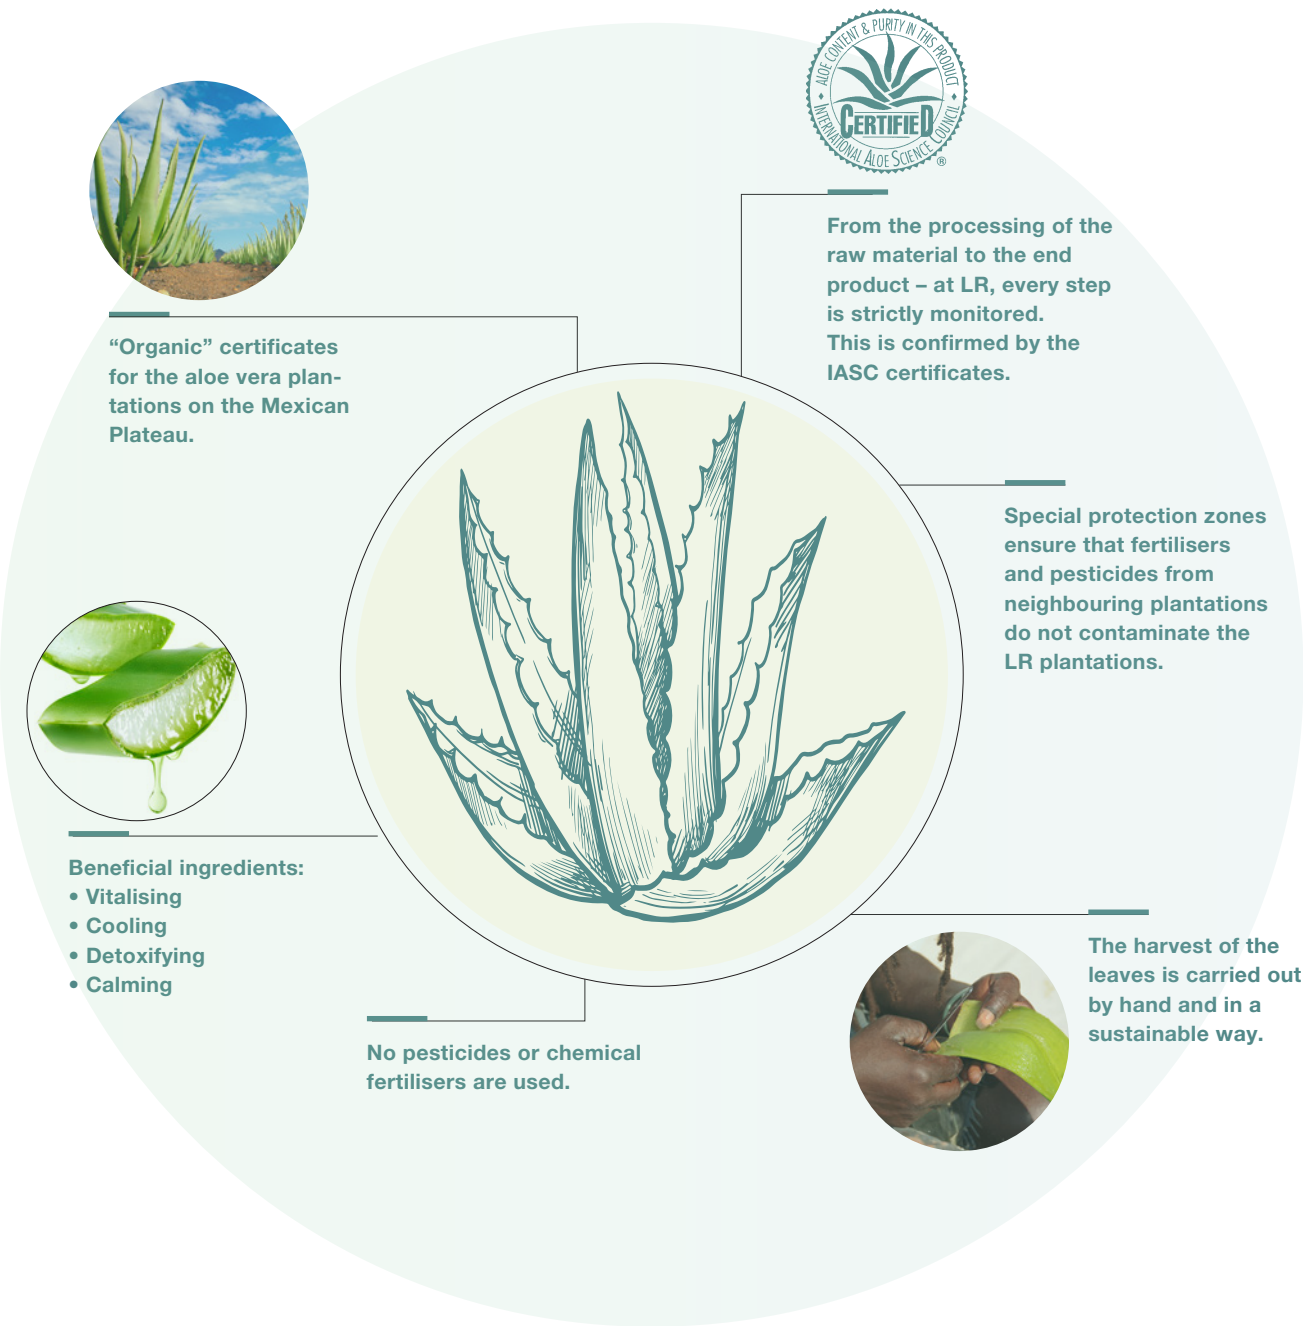 ALOE CONTENT & PURITY IN THIS PRODUCT
CERTIFIED
INTERNATIONAL ALOE SCIENCE COUNCIL
®
From the processing of the
raw material to the end
product – at LR, every step
is strictly monitored.
This is confirmed by the
IASC certificates.
“Organic” certificates
for the aloe vera plan-
tations on the Mexican
Plateau.
Special protection zones
ensure that fertilisers
and pesticides from
neighbouring plantations
do not contaminate the
LR plantations.
Beneficial ingredients:
• Vitalising
• Cooling
• Detoxifying
• Calming
The harvest of the
leaves is carried out
by hand and in a
sustainable way.
No pesticides or chemical
fertilisers are used.